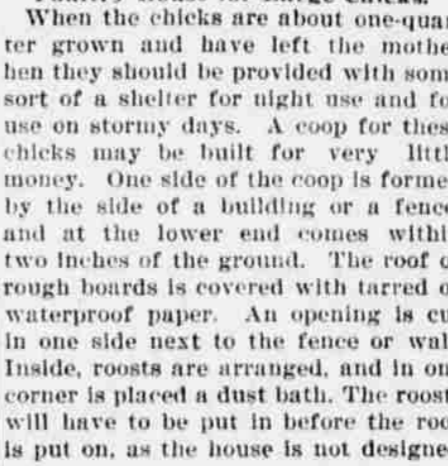 When the chicks are about one-quar
ter grown and have left the mothe
hen they should be provided with som
sort of a shelter for night use and fo
use on stormy days. A coop for thes
chicks may be built for very littl
money. One side of the coop is forme
by the side of a building or a fence
and at the lower end comes withi
two inches of the ground. The roof o
rough boards is covered with tarred o
waterproof paper. An opening is cu
in one side next to the fence or wal
Inside, roosts are arranged, and in on
corner is placed a dust bath. The roost
will have to be put in before the roo
is put on, as the house is not designe